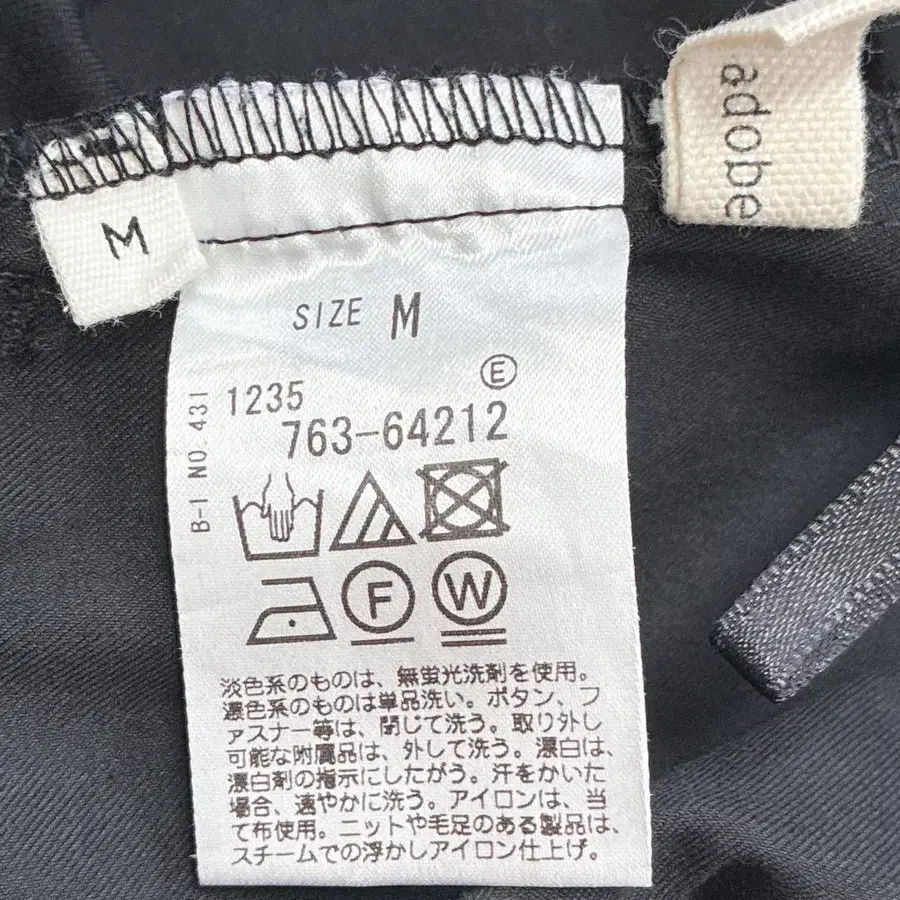 adobe
M
SIZE M
E
B-1 NO. 431
1235
763-64212
F
W
淡色系のものは、無蛍光洗剤を使用。
濃色系のものは単品洗い。ボタン、フ
ァスナー等は、閉じて洗う。取り外し
可能な附属品は、外して洗う。漂白は、
漂白剤の指示にしたがう。汗をかいた
場合、速やかに洗う。アイロンは、当
て布使用。ニットや毛足のある製品は、
スチームでの浮かしアイロン仕上げ。